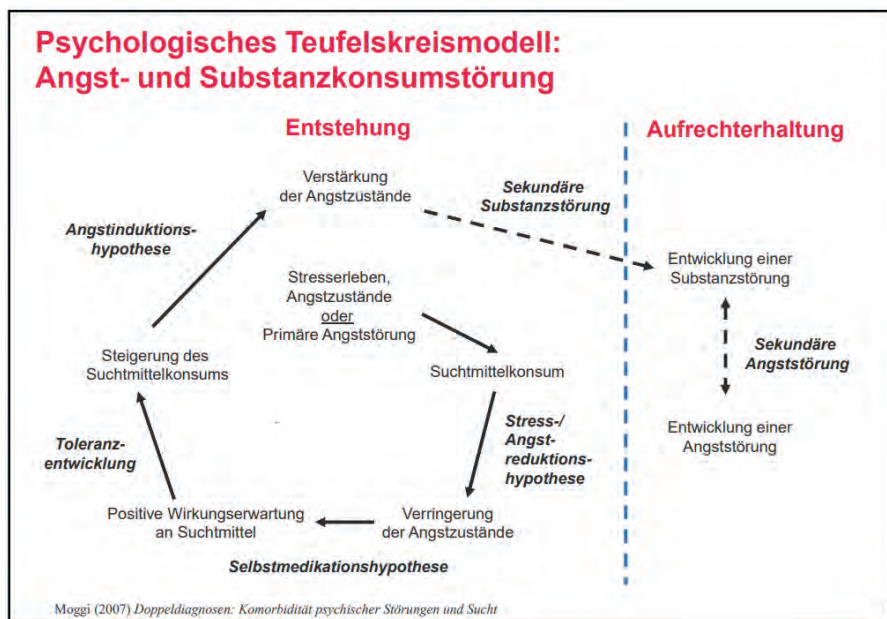 Psychologisches Teufelskreismodell:
Angst- und Substanzkonsumstörung
Entstehung
Aufrechterhaltung
Verstärkung
der Angstzustände
Sekundäre
Substanzstörung
Angstinduktions-
hypothese
Entwicklung einer
Substanzstörung
Stresserleben,
Angstzustände
oder
Primäre Angststörung
Steigerung des
Suchtmittelkonsums
Suchtmittelkonsum
Sekundäre
Angststörung
Stress-/
Angst-
reduktions-
hypothese
Entwicklung einer
Angststörung
Toleranz-
entwicklung
Positive Wirkungserwartung
an Suchtmittel
Verringerung
der Angstzustände
Selbstmedikationshypothese
Moggi (2007) Doppeldiagnosen: Komorbidität psychischer Störungen und Sucht